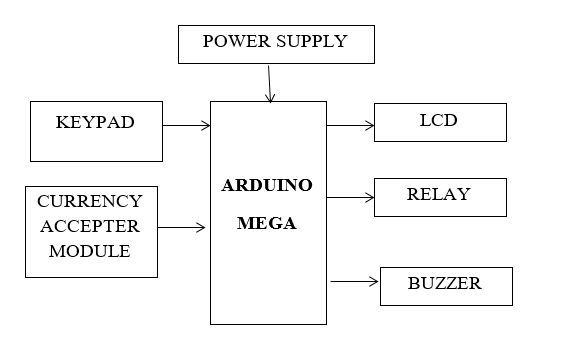 POWER SUPPLY
KEYPAD
CURRENCY
ACCEPTER
MODULE
ARDUINO
MEGA
LCD
RELAY
BUZZER